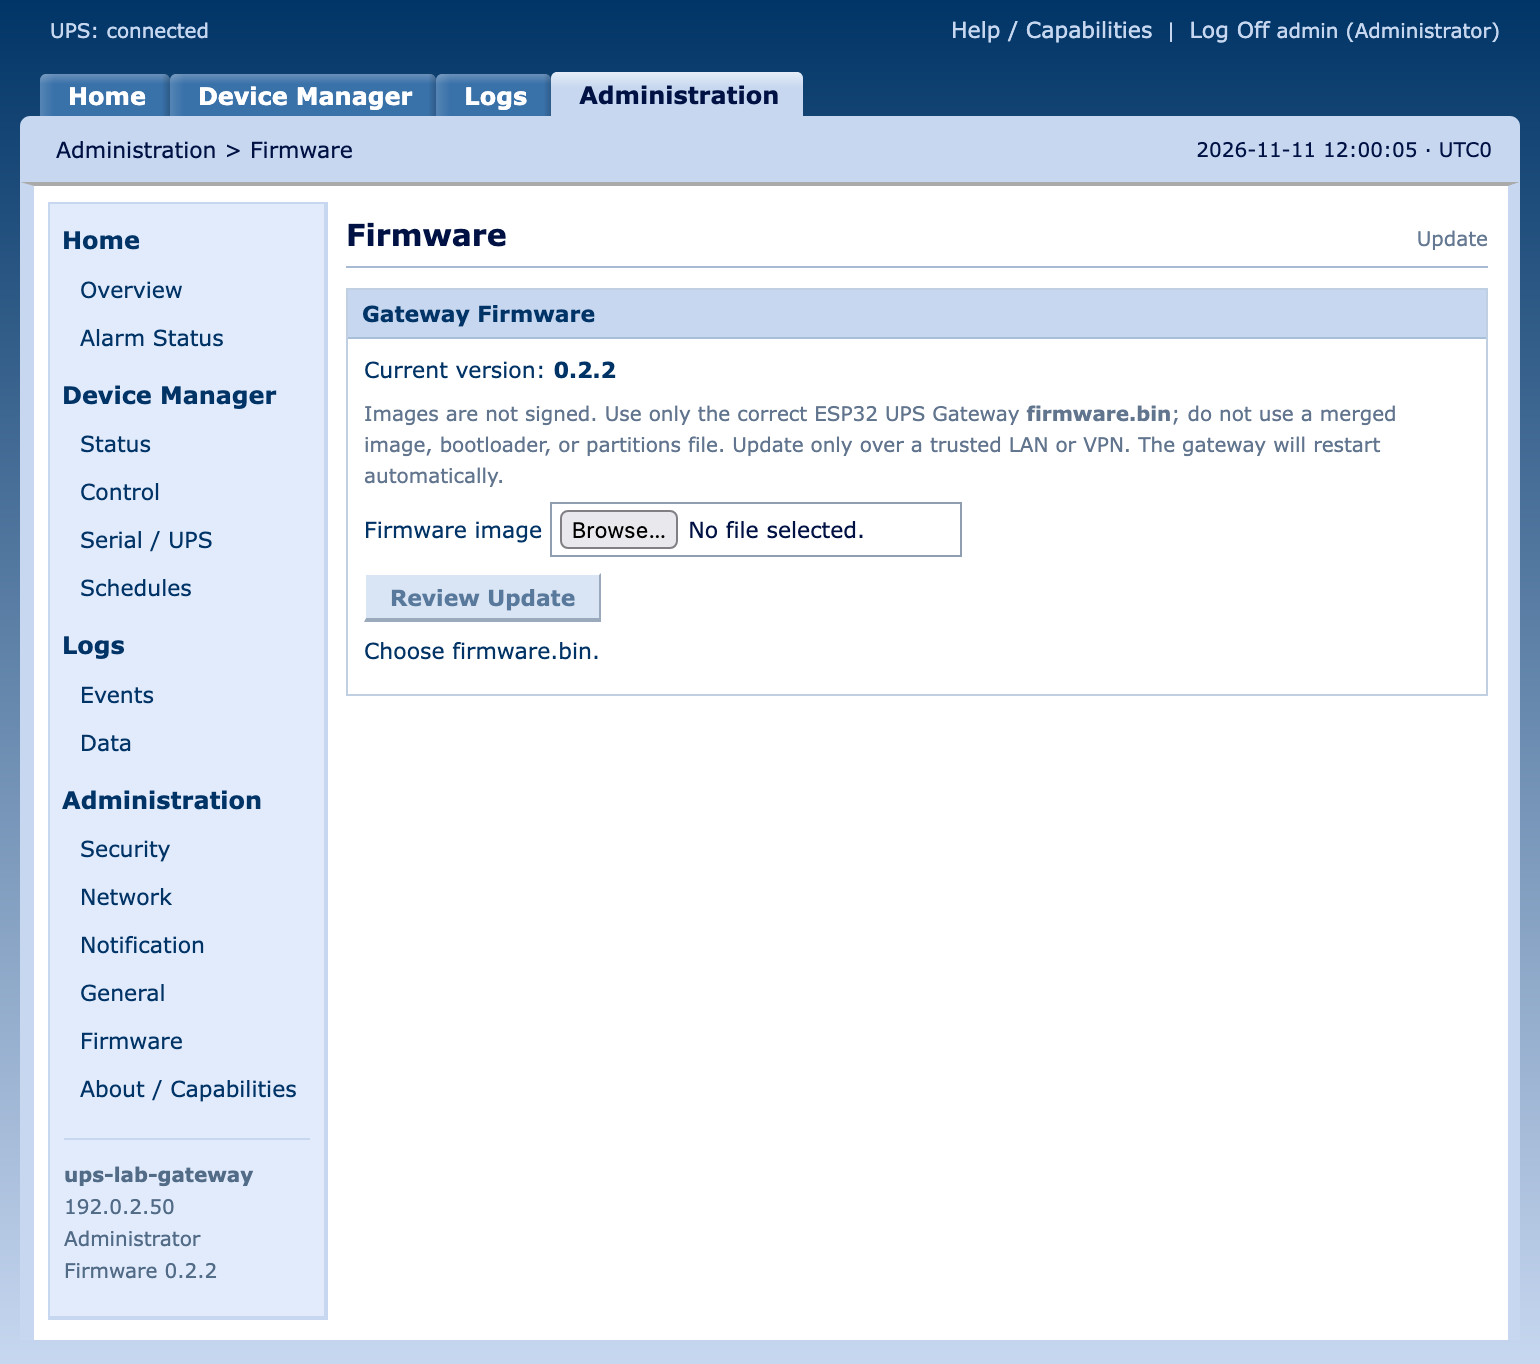 UPS: connected
Help / Capabilities | Log Off admin (Administrator)
Home Device Manager Logs Administration
Administration > Firmware
2026-11-11 12:00:05 · UTC0
Home
Overview
Alarm Status
Device Manager
Status
Control
Serial / UPS
Schedules
Logs
Events
Data
Administration
Security
Network
Notification
General
Firmware
About / Capabilities
ups-lab-gateway
192.0.2.50
Administrator
Firmware 0.2.2
Firmware
Update
Gateway Firmware
Current version: 0.2.2
Images are not signed. Use only the correct ESP32 UPS Gateway firmware.bin; do not use a merged
image, bootloader, or partitions file. Update only over a trusted LAN or VPN. The gateway will restart
automatically.
Firmware image Browse... No file selected.
Review Update
Choose firmware.bin.